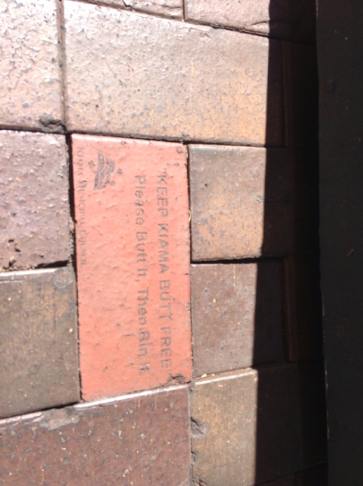 "KEEP KIAMA BUTT FREE"
Please Butt It, Then Bin It